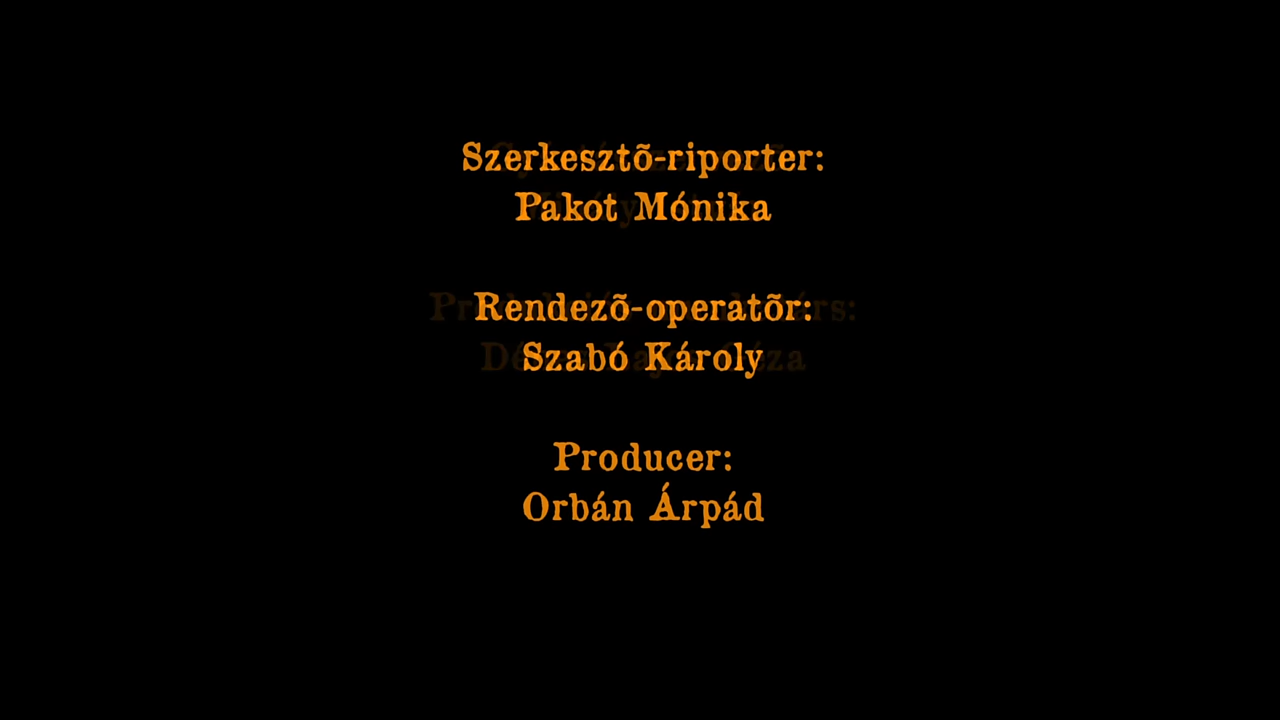 Szerkesztõ-riporter:
Pakot Mónika
Rendezõ-operatõr:
Szabó Károly
Producer:
Orbán Árpád